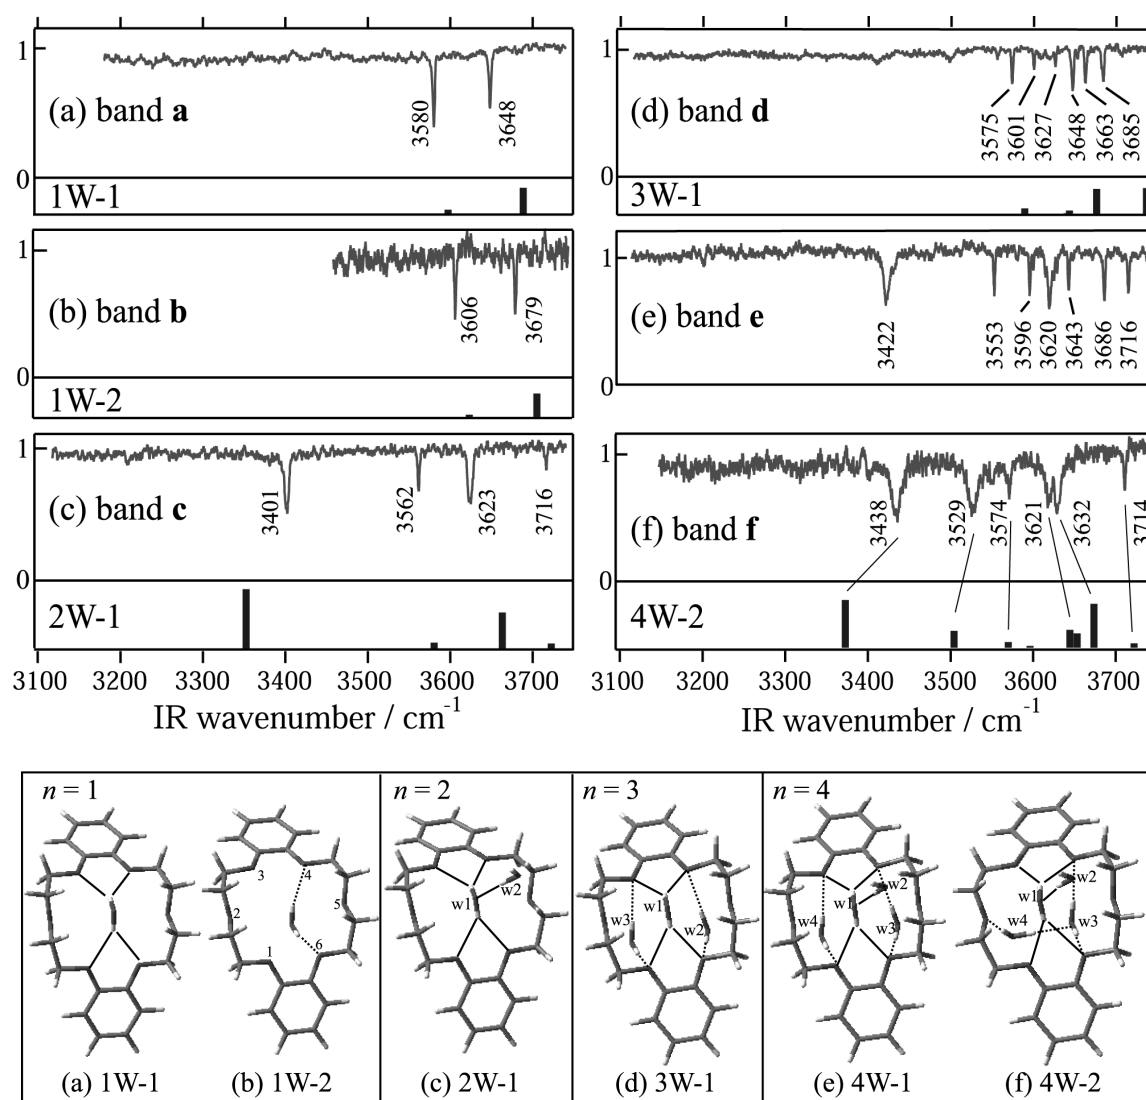 1
(a) band a
3580
3648
0
1W-1
1
(b) band b
3606
3679
0
1W-2
1
(c) band c
3401
3562
3623
3716
0
2W-1
3100 3200 3300 3400 3500 3600 3700
IR wavenumber / cm-1
1
(d) band d
3575
3601
3627
3648
3663
3685
0
3W-1
1
(e) band e
3422
3553
3596
3620
3643
3686
3716
0
1
(f) band f
3438
3529
3574
3621
3632
3714
0
4W-2
3100 3200 3300 3400 3500 3600 3700
IR wavenumber / cm-1
n = 1
3 4
2 5
1 6
(a) 1W-1 (b) 1W-2
n = 2
w2
w1
(c) 2W-1
n = 3
w3 w1
w2
(d) 3W-1
n = 4
w2
w1
w4 w3
(e) 4W-1
w2
w1
w4 w3
(f) 4W-2